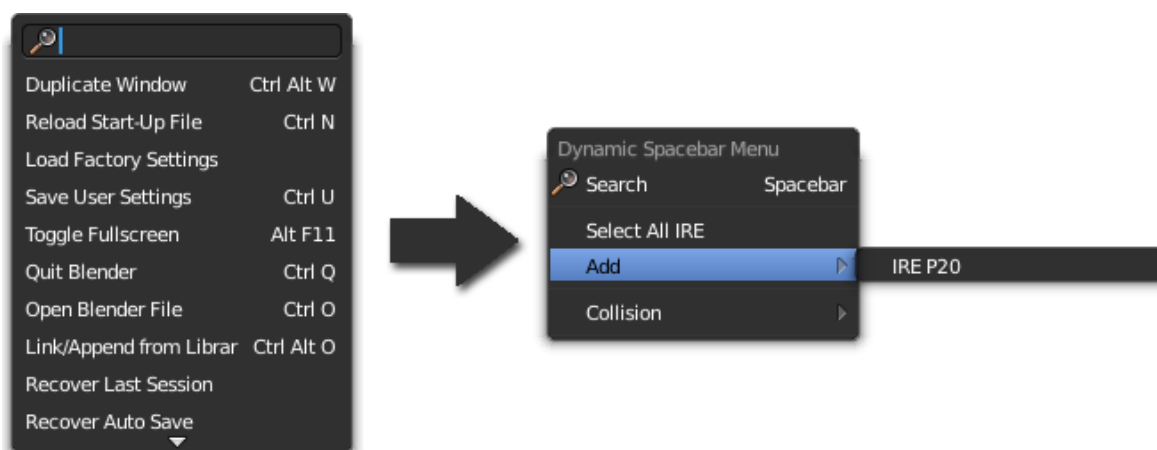 Duplicate Window Ctrl Alt W
Reload Start-Up File Ctrl N
Load Factory Settings
Save User Settings Ctrl U
Toggle Fullscreen Alt F11
Quit Blender Ctrl Q
Open Blender File Ctrl O
Link/Append from Librar Ctrl Alt O
Recover Last Session
Recover Auto Save
Dynamic Spacebar Menu
Search Spacebar
Select All IRE
Add IRE P20
Collision